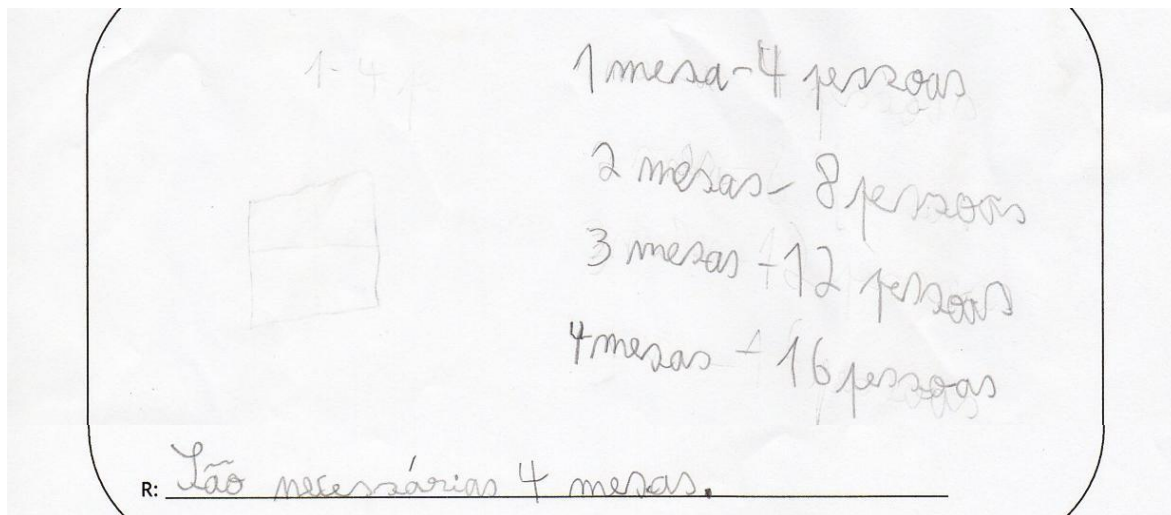 1 - 4 p
1 mesa - 4 pessoas
2 mesas - 8 pessoas
3 mesas - 12 pessoas
4 mesas - 16 pessoas
R: São necessárias 4 mesas.